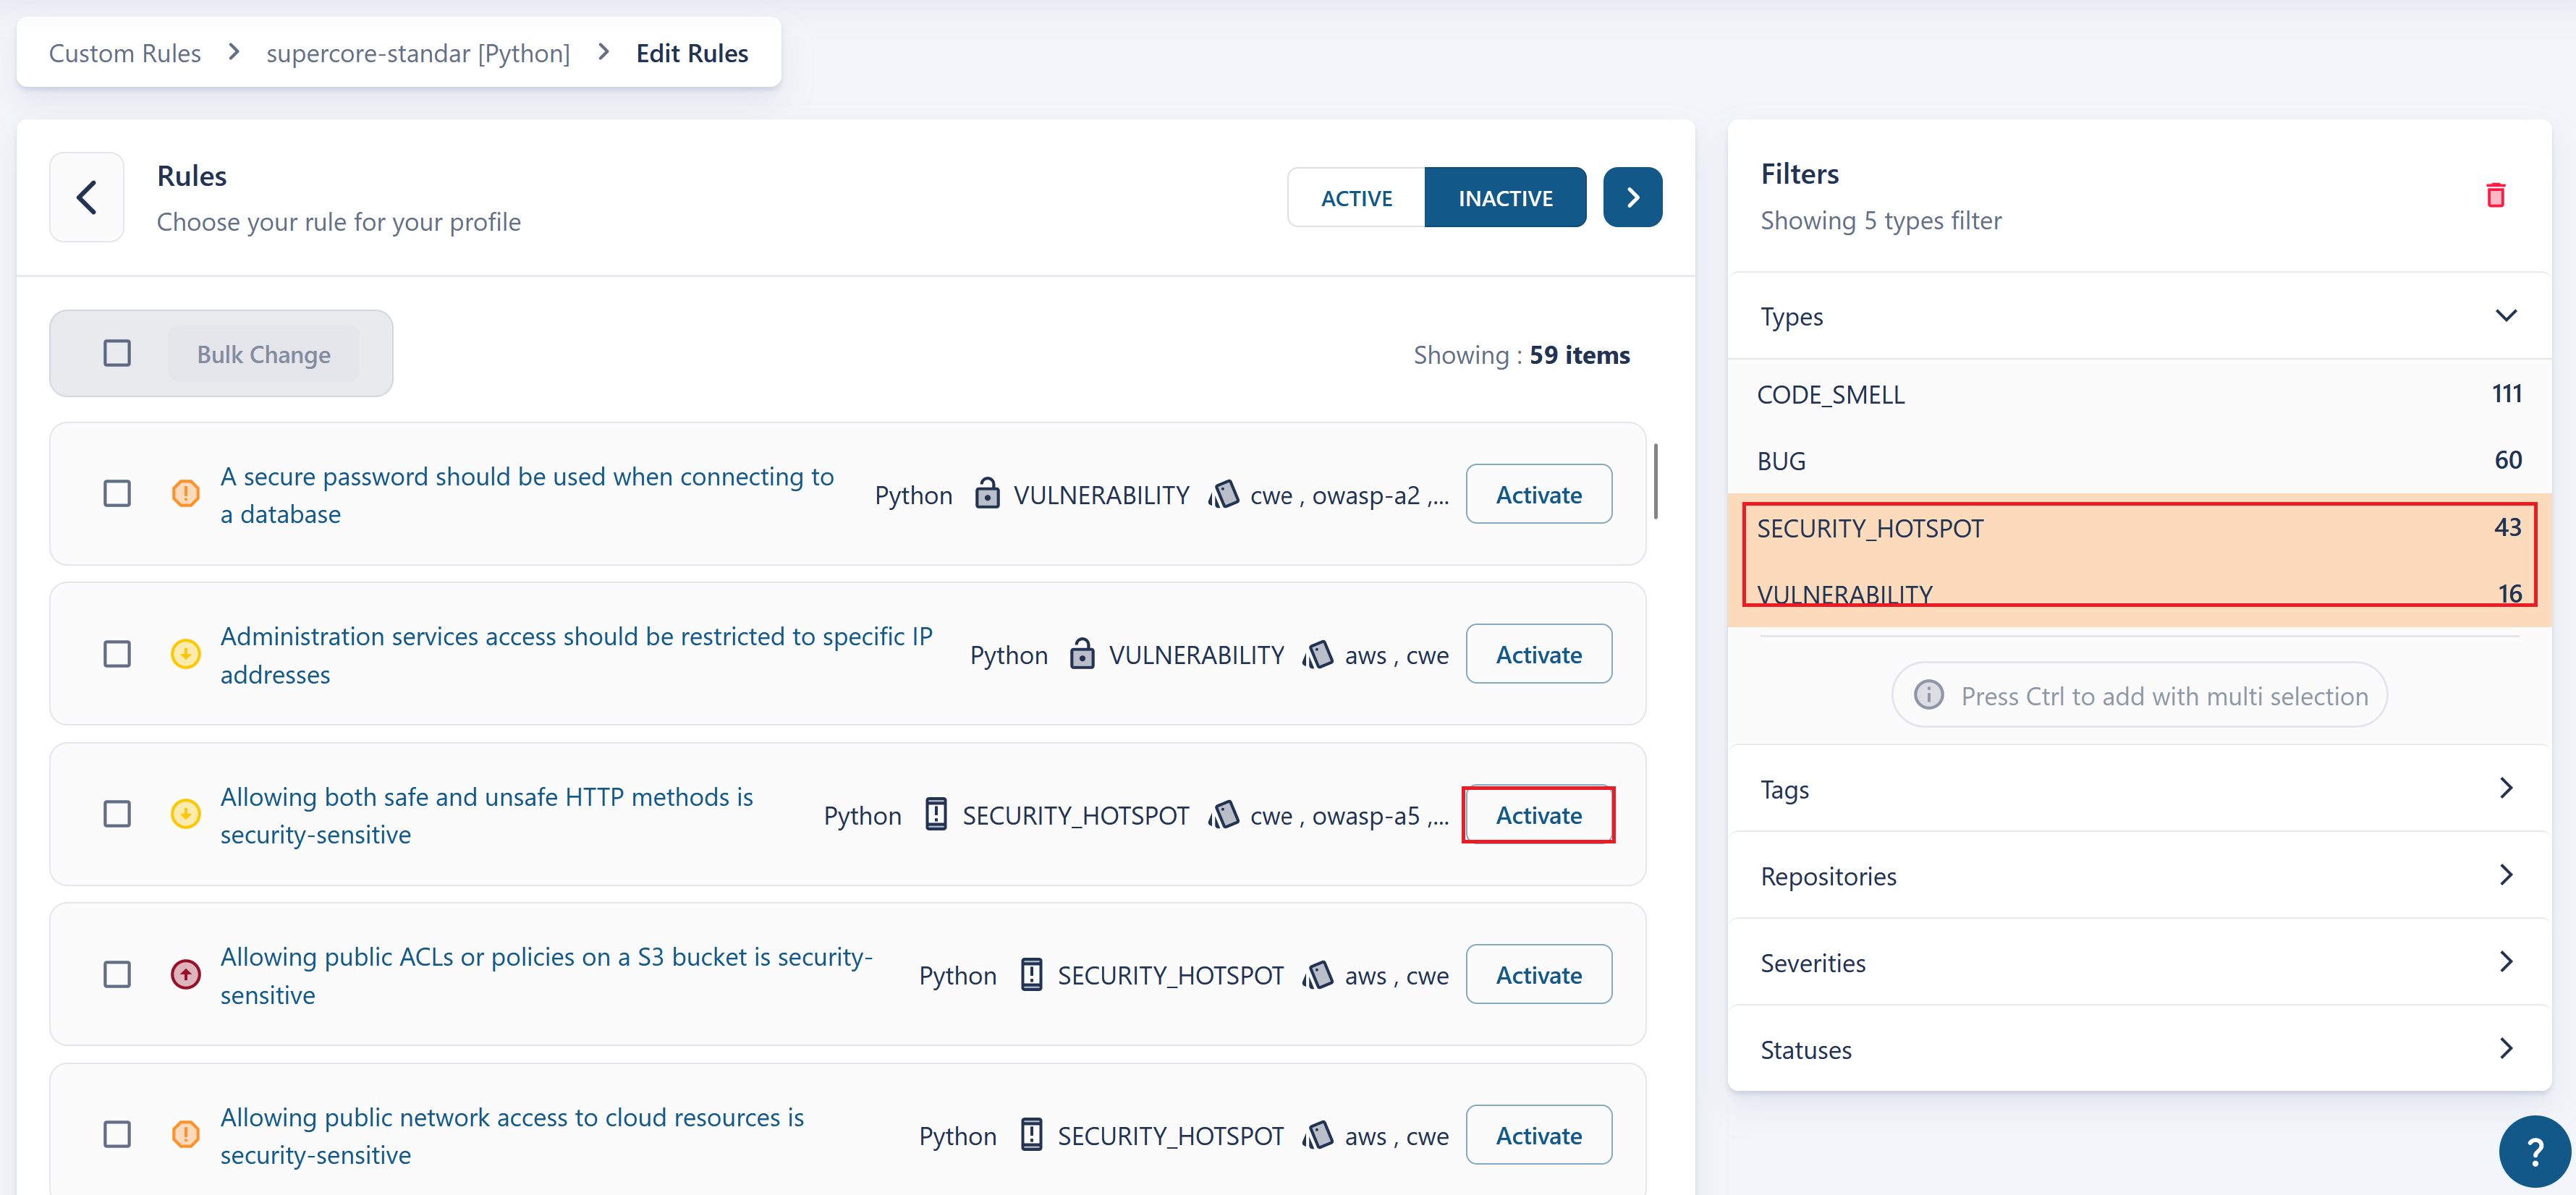 Custom Rules > supercore-standar [Python] > Edit Rules
Rules
Choose your rule for your profile
ACTIVE
INACTIVE
Bulk Change
Showing : 59 items
A secure password should be used when connecting to
a database
Python VULNERABILITY cwe , owasp-a2 ,... Activate
Administration services access should be restricted to specific IP
addresses
Python VULNERABILITY aws , cwe Activate
Allowing both safe and unsafe HTTP methods is
security-sensitive
Python SECURITY_HOTSPOT cwe , owasp-a5 ,... Activate
Allowing public ACLs or policies on a S3 bucket is security-
sensitive
Python SECURITY_HOTSPOT aws , cwe Activate
Allowing public network access to cloud resources is
security-sensitive
Python SECURITY_HOTSPOT aws , cwe Activate
Filters
Showing 5 types filter
Types
CODE_SMELL 111
BUG 60
SECURITY_HOTSPOT 43
VULNERABILITY 16
Press Ctrl to add with multi selection
Tags
Repositories
Severities
Statuses
?